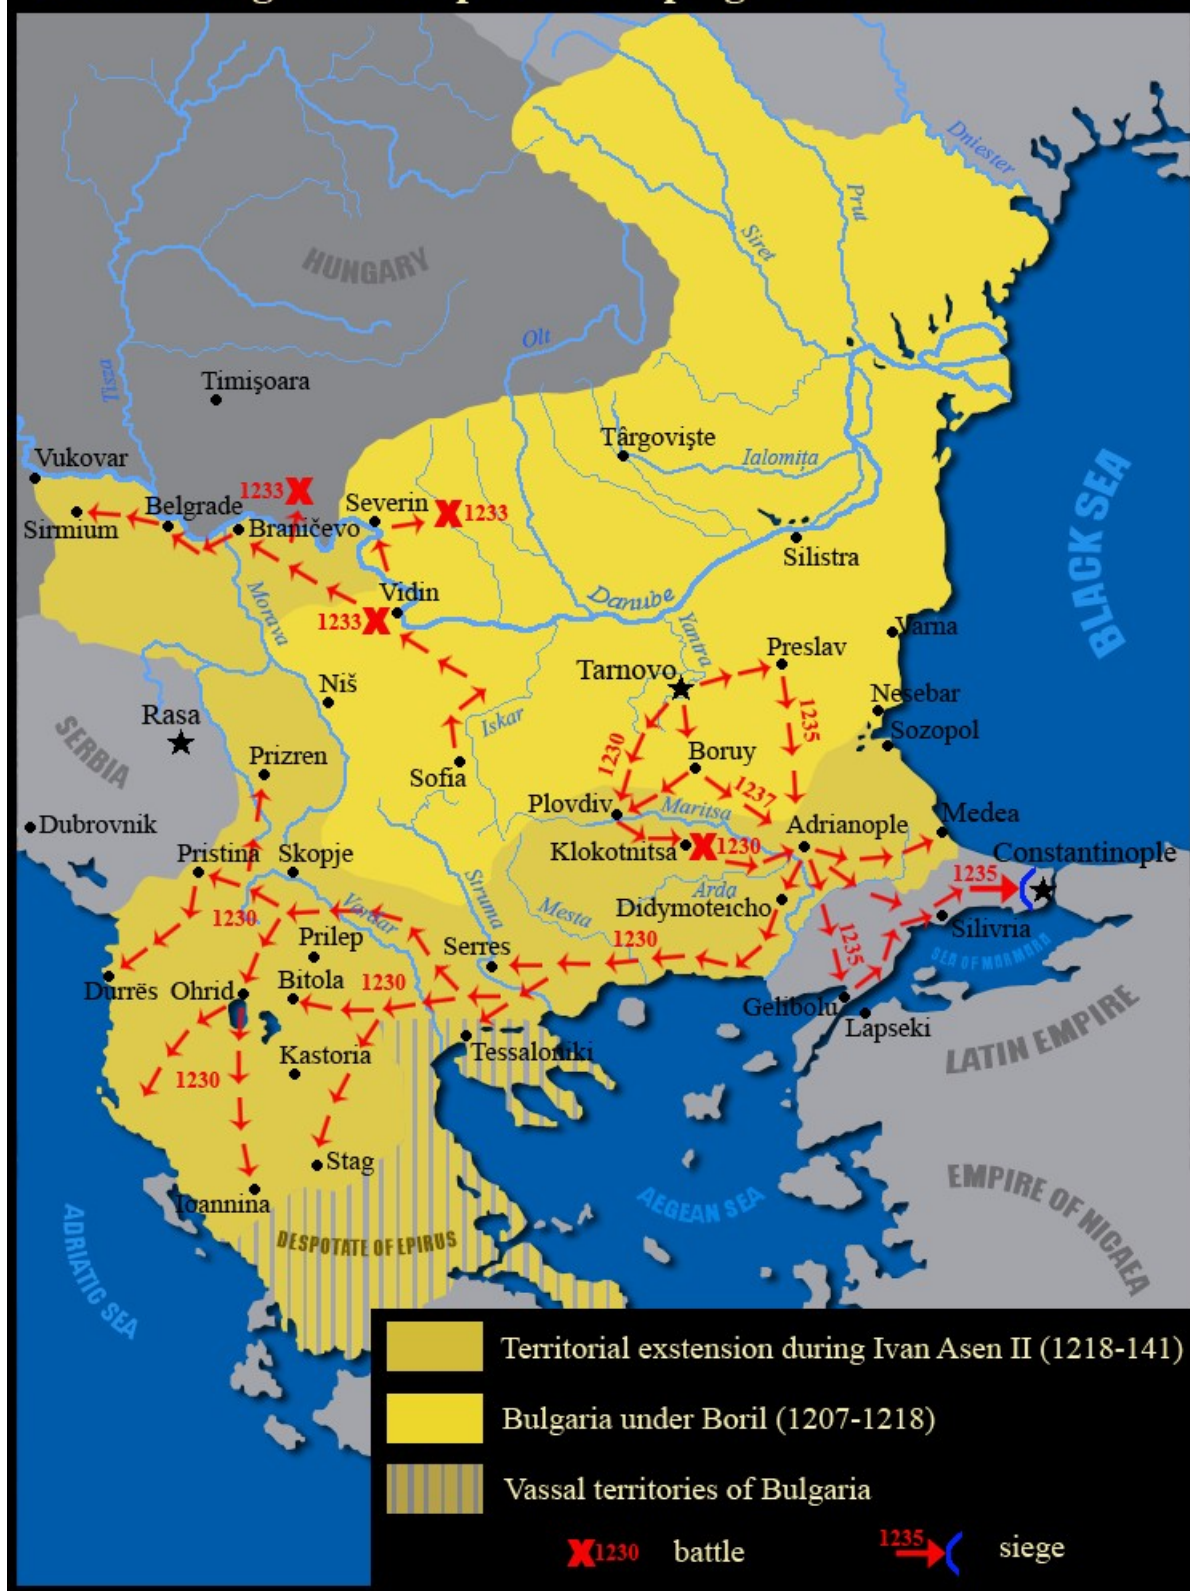 Dniester
Prut
Siret
HUNGARY
Olt
Tisza
Timişoara
Târgovişte
Ialomiţa
BLACK SEA
Vukovar
1233
Severin
1233
Belgrade
Braničevo
Sirmium
Silistra
Vidin
Danube
1233
Morava
Yantra
Varna
Preslav
Tarnovo
Niš
Nesebar
Rasa
Iskar
1235
Sozopol
SERBIA
Prizren
1230
Boruy
Sofia
1237
Plovdiv
Maritsa
Medea
Dubrovnik
Adrianople
Pristina
Skopje
Klokotnitsa
1230
Constantinople
1235
Struma
Arda
Mesta
Didymoteicho
Vardar
1230
Silivria
Prilep
Serres
1230
1235
SEA OF MARMARA
Durrës
Ohrid
Bitola
1230
Gelibolu
Lapseki
LATIN EMPIRE
Kastoria
Tessaloniki
1230
Stag
Ioannina
AEGEAN SEA
EMPIRE OF NICAEA
ADRIATIC SEA
DESPOTATE OF EPIRUS
Territorial exstension during Ivan Asen II (1218-141)
Bulgaria under Boril (1207-1218)
Vassal territories of Bulgaria
1230 battle
1235 siege